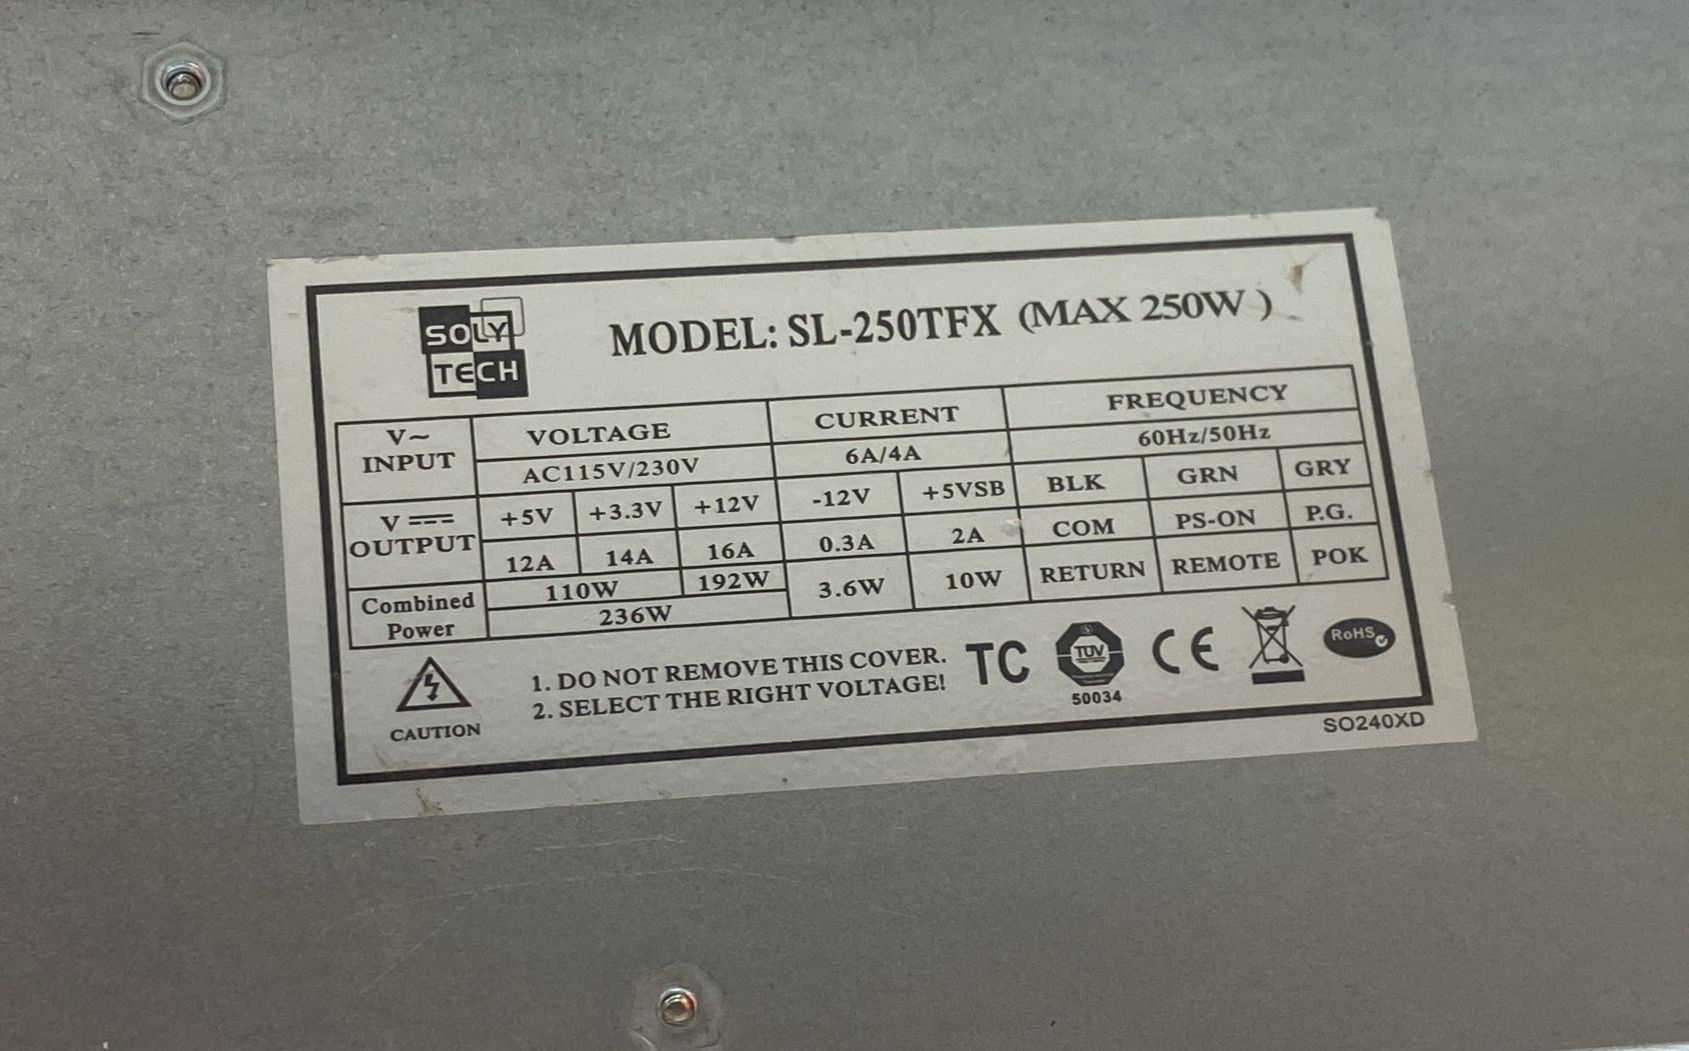 SOLY
TECH
MODEL: SL-250TFX (MAX 250W )
V~ INPUT VOLTAGE CURRENT FREQUENCY
AC115V/230V 6A/4A 60Hz/50Hz
V⎓ OUTPUT +5V +3.3V +12V -12V +5VSB BLK GRN GRY
12A 14A 16A 0.3A 2A COM PS-ON P.G.
Combined Power 110W 192W 3.6W 10W RETURN REMOTE POK
236W
CAUTION
1. DO NOT REMOVE THIS COVER.
2. SELECT THE RIGHT VOLTAGE!
TC
TÜV
50034
CE
RoHS
SO240XD